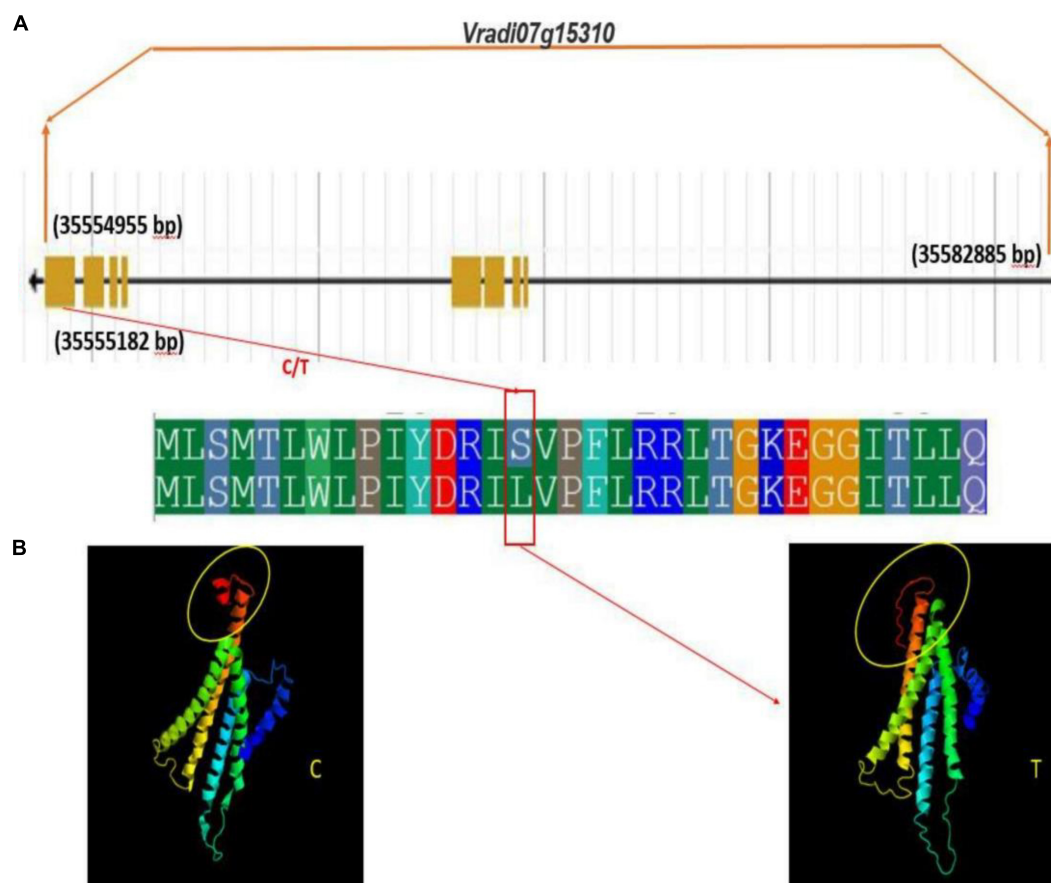 A
Vradi07g15310
(35554955 bp)
(35582885 bp)
(35555182 bp)
C/T
MLSMTLWLPIYDRISVPFLRRLTGKEGGITLLQ
MLSMTLWLPIYDRILVPFLRRLTGKEGGITLLQ
B
C
T